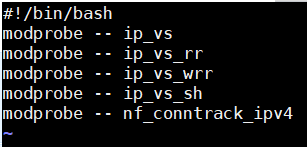 #!/bin/bash
modprobe -- ip_vs
modprobe -- ip_vs_rr
modprobe -- ip_vs_wrr
modprobe -- ip_vs_sh
modprobe -- nf_conntrack_ipv4
~